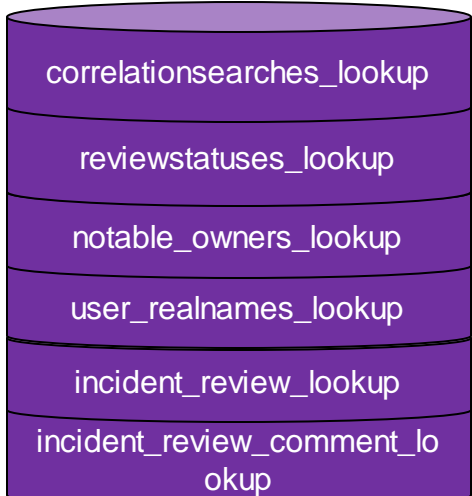 correlationsearches_lookup
reviewstatuses_lookup
notable_owners_lookup
user_realnames_lookup
incident_review_lookup
incident_review_comment_lo
okup